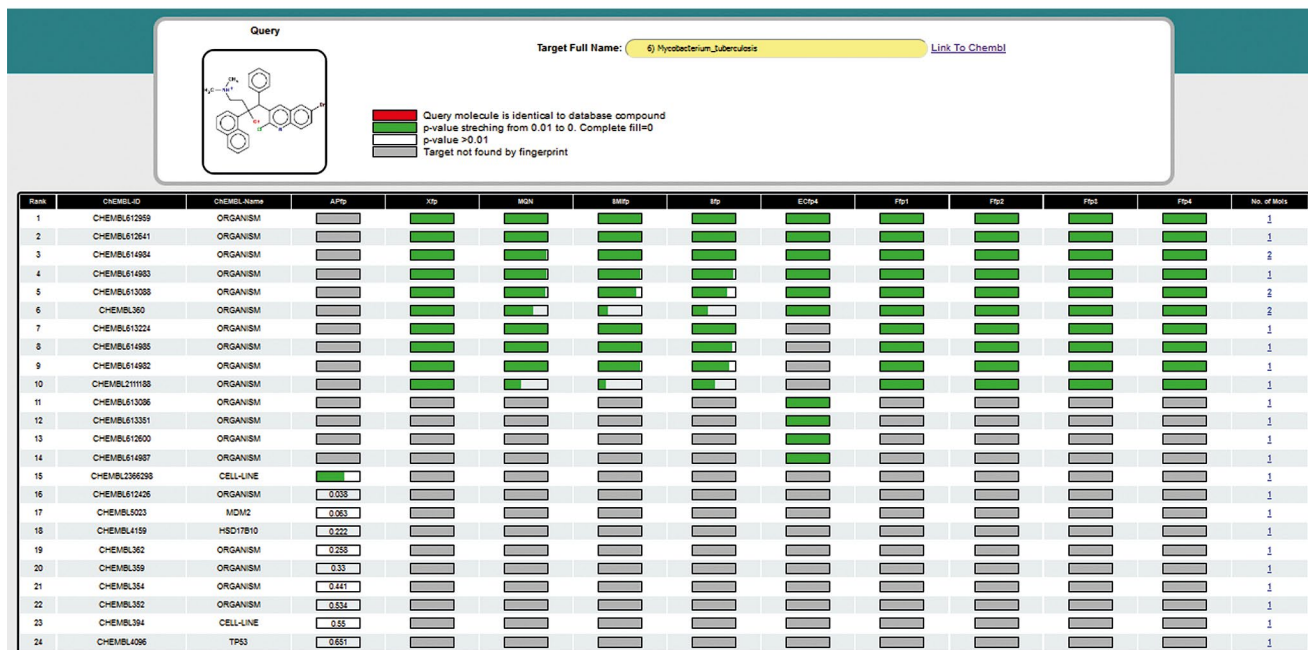 Query
Target Full Name: 6) Mycobacterium_tuberculosis Link To Chembl
CH₃
H₃C NH⁺
Br
Cl N
Query molecule is identical to database compound
p-value streching from 0.01 to 0. Complete fill=0
p-value >0.01
Target not found by fingerprint
Rank ChEMBL-ID ChEMBL-Name APfp Xfp MQN SMIfp Sfp ECfp4 Ffp1 Ffp2 Ffp3 Ffp4 No. of Mols
1 CHEMBL612959 ORGANISM 1
2 CHEMBL612641 ORGANISM 1
3 CHEMBL614984 ORGANISM 2
4 CHEMBL614983 ORGANISM 1
5 CHEMBL613088 ORGANISM 2
6 CHEMBL360 ORGANISM 2
7 CHEMBL613224 ORGANISM 1
8 CHEMBL614985 ORGANISM 1
9 CHEMBL614982 ORGANISM 1
10 CHEMBL2111188 ORGANISM 1
11 CHEMBL613086 ORGANISM 1
12 CHEMBL613351 ORGANISM 1
13 CHEMBL612600 ORGANISM 1
14 CHEMBL614987 ORGANISM 1
15 CHEMBL2366298 CELL-LINE 1
16 CHEMBL612426 ORGANISM 0.038 1
17 CHEMBL5023 MDM2 0.063 1
18 CHEMBL4159 HSD17B10 0.222 1
19 CHEMBL362 ORGANISM 0.258 1
20 CHEMBL359 ORGANISM 0.33 1
21 CHEMBL354 ORGANISM 0.441 1
22 CHEMBL352 ORGANISM 0.534 1
23 CHEMBL394 CELL-LINE 0.55 1
24 CHEMBL4096 TP53 0.651 1